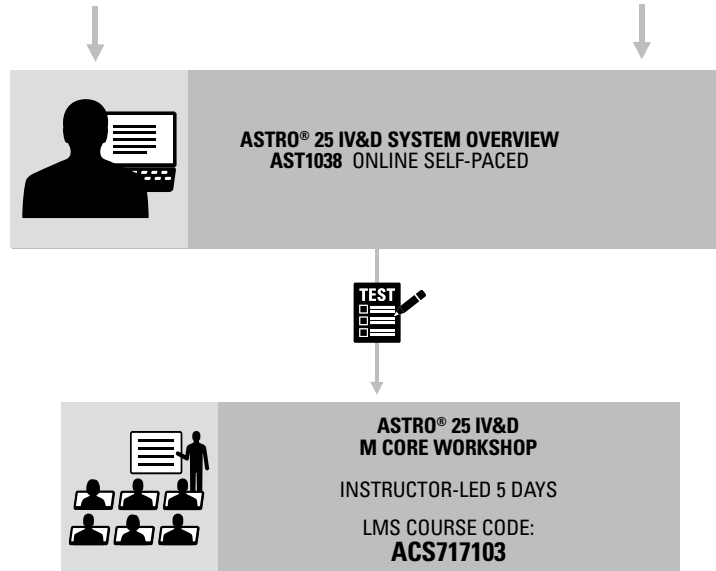 ASTRO® 25 IV&D SYSTEM OVERVIEW
AST1038 ONLINE SELF-PACED
TEST
ASTRO® 25 IV&D
M CORE WORKSHOP
INSTRUCTOR-LED 5 DAYS
LMS COURSE CODE:
ACS717103